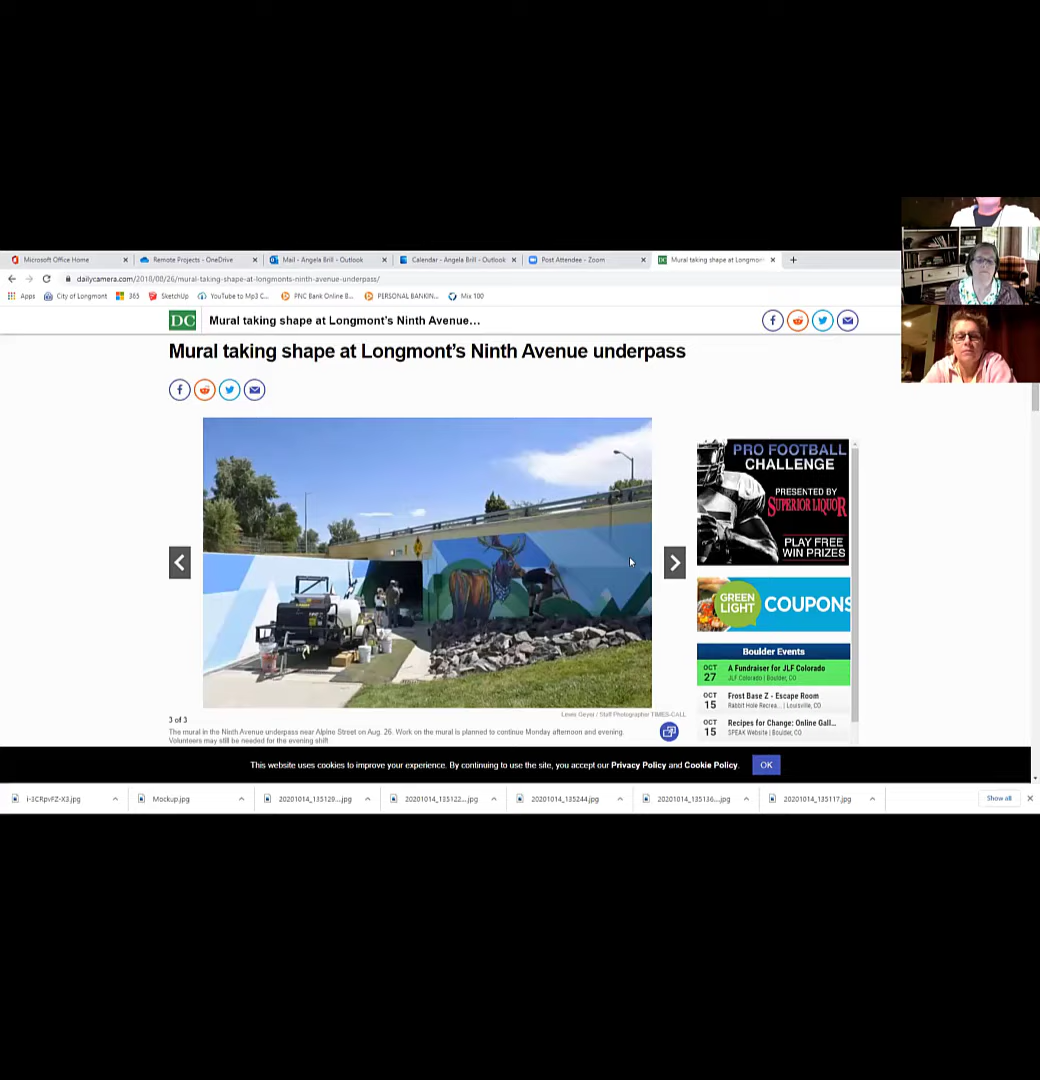 Microsoft Office Home
Remote Projects - OneDrive
Mail - Angela Brill - Outlook
Calendar - Angela Brill - Outlook
Post Attendee - Zoom
Mural taking shape at Longmont
dailycamera.com/2018/08/26/mural-taking-shape-at-longmonts-ninth-avenue-underpass/
Apps
City of Longmont
365
SketchUp
YouTube to Mp3 C...
PNC Bank Online B...
PERSONAL BANKIN...
Mix 100
DC
Mural taking shape at Longmont's Ninth Avenue...
Mural taking shape at Longmont's Ninth Avenue underpass
PRO FOOTBALL
CHALLENGE
PRESENTED BY
SUPERIOR LIQUOR
PLAY FREE
WIN PRIZES
GREEN
LIGHT
COUPONS
Boulder Events
OCT
27
A Fundraiser for JLF Colorado
JLF Colorado | Boulder, CO
OCT
15
Frost Base Z - Escape Room
Rabbit Hole Recrea... | Louisville, CO
OCT
15
Recipes for Change: Online Gall...
SPEAK Website | Boulder, CO
Lewis Geyer / Staff Photographer TIMES-CALL
3 of 3
The mural in the Ninth Avenue underpass near Alpine Street on Aug. 26. Work on the mural is planned to continue Monday afternoon and evening.
Volunteers may still be needed for the evening shift.
This website uses cookies to improve your experience. By continuing to use the site, you accept our Privacy Policy and Cookie Policy.
OK
i-3CRpvFZ-X3.jpg
Mockup.jpg
20201014_135129...jpg
20201014_135122...jpg
20201014_135244.jpg
20201014_135136...jpg
20201014_135117.jpg
Show all